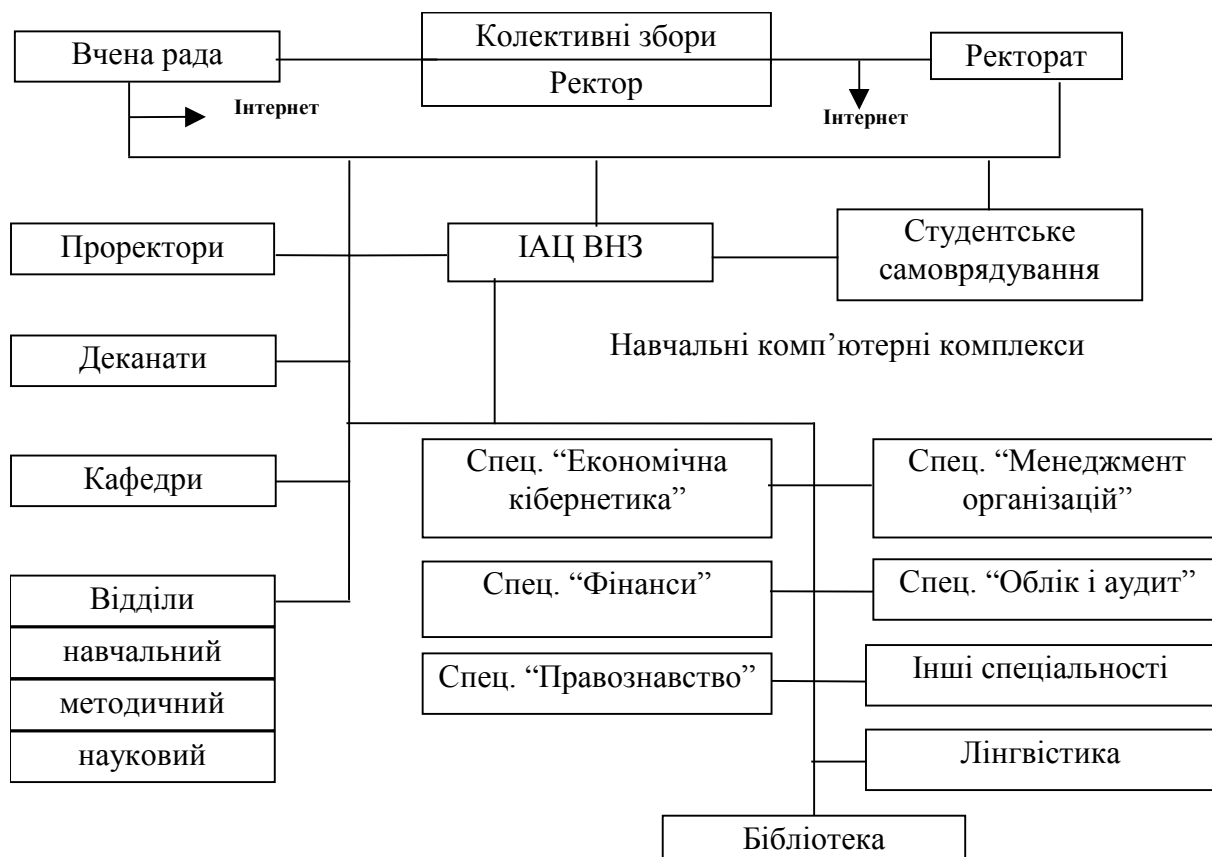 Вчена рада
Колективні збори
Ректор
Ректорат
Інтернет
Інтернет
Проректори
ІАЦ ВНЗ
Студентське
самоврядування
Деканати
Навчальні комп’ютерні комплекси
Кафедри
Спец. “Економічна
кібернетика”
Спец. “Менеджмент
організацій”
Відділи
Спец. “Фінанси”
Спец. “Облік і аудит”
навчальний
методичний
науковий
Спец. “Правознавство”
Інші спеціальності
Лінгвістика
Бібліотека